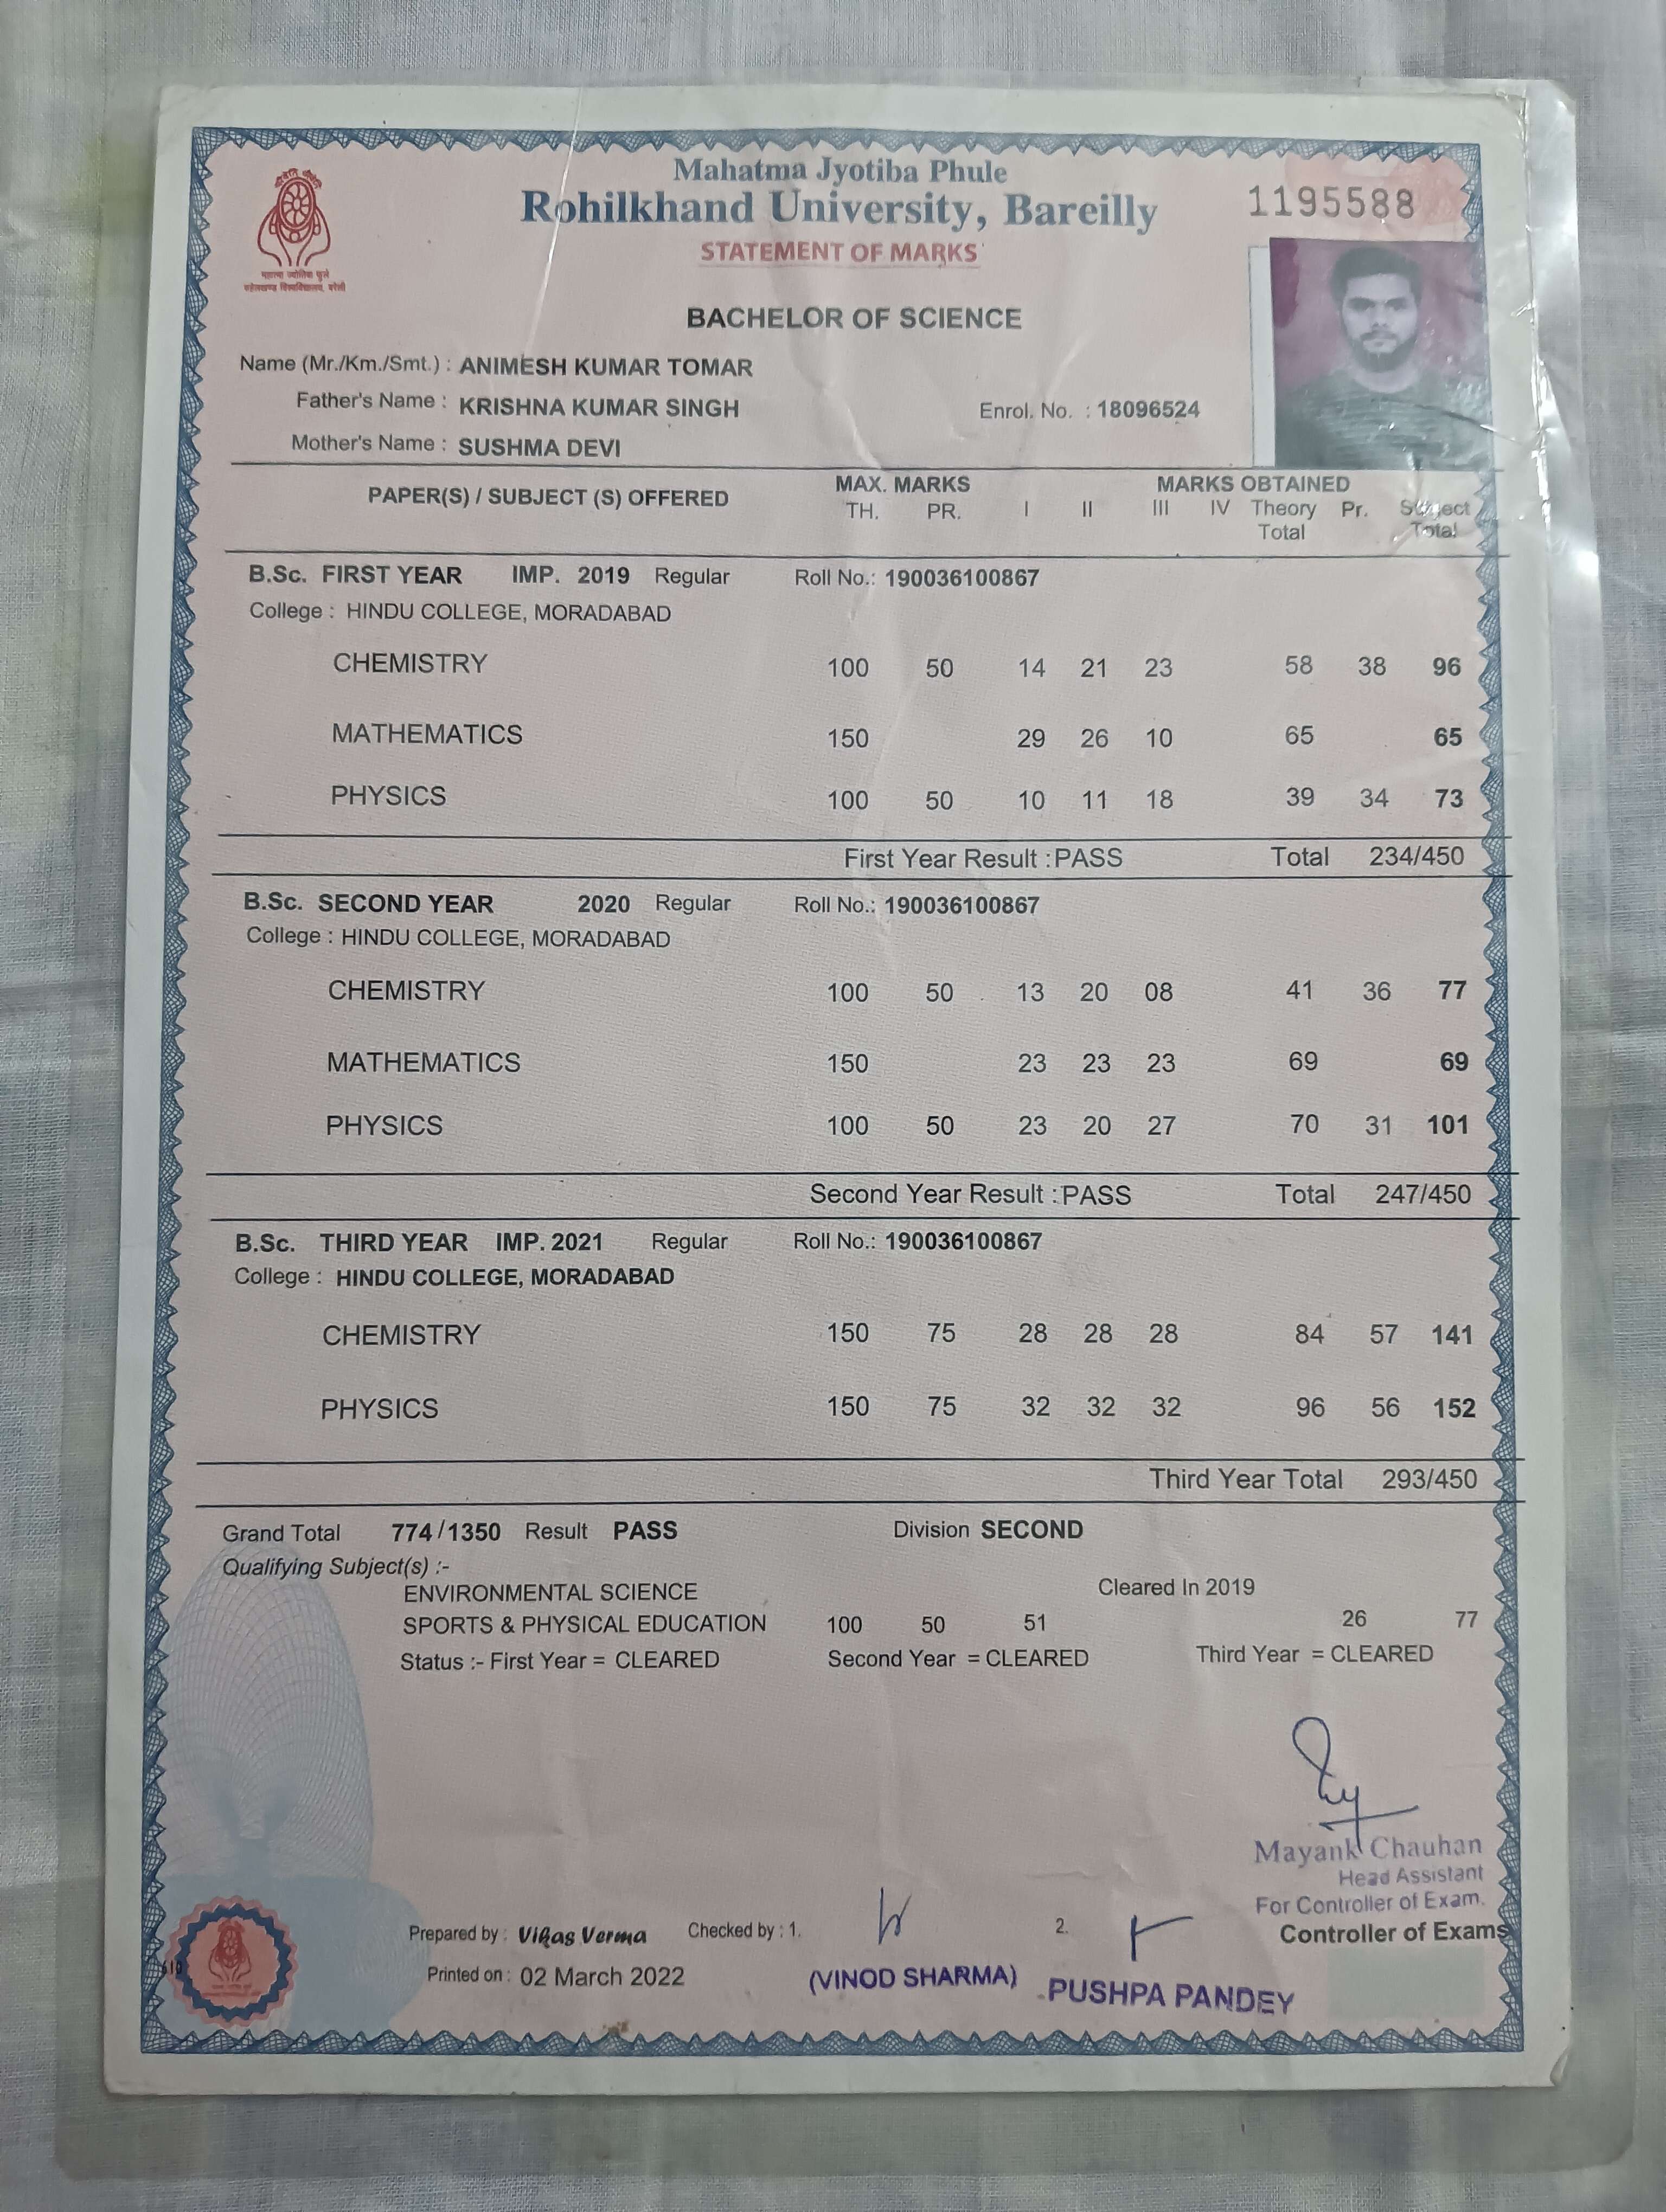 Mahatma Jyotiba Phule
Rohilkhand University, Bareilly
1195588
STATEMENT OF MARKS
महात्मा ज्योतिबा फुले
रुहेलखण्ड विश्वविद्यालय, बरेली
BACHELOR OF SCIENCE
Name (Mr./Km./Smt.) : ANIMESH KUMAR TOMAR
Father's Name : KRISHNA KUMAR SINGH Enrol. No. : 18096524
Mother's Name : SUSHMA DEVI
PAPER(S) / SUBJECT (S) OFFERED MAX. MARKS MARKS OBTAINED
TH. PR. I II III IV Theory Pr. Subject
Total Total
B.Sc. FIRST YEAR IMP. 2019 Regular Roll No.: 190036100867
College : HINDU COLLEGE, MORADABAD
CHEMISTRY 100 50 14 21 23 58 38 96
MATHEMATICS 150 29 26 10 65 65
PHYSICS 100 50 10 11 18 39 34 73
First Year Result : PASS Total 234/450
B.Sc. SECOND YEAR 2020 Regular Roll No.: 190036100867
College : HINDU COLLEGE, MORADABAD
CHEMISTRY 100 50 13 20 08 41 36 77
MATHEMATICS 150 23 23 23 69 69
PHYSICS 100 50 23 20 27 70 31 101
Second Year Result : PASS Total 247/450
B.Sc. THIRD YEAR IMP. 2021 Regular Roll No.: 190036100867
College : HINDU COLLEGE, MORADABAD
CHEMISTRY 150 75 28 28 28 84 57 141
PHYSICS 150 75 32 32 32 96 56 152
Third Year Total 293/450
Grand Total 774/1350 Result PASS Division SECOND
Qualifying Subject(s) :-
ENVIRONMENTAL SCIENCE Cleared In 2019
SPORTS & PHYSICAL EDUCATION 100 50 51 26 77
Status :- First Year = CLEARED Second Year = CLEARED Third Year = CLEARED
Mayank Chauhan
Head Assistant
For Controller of Exam.
Controller of Exams
Prepared by : Vikas Verma Checked by : 1. 2.
Printed on : 02 March 2022 (VINOD SHARMA) PUSHPA PANDEY